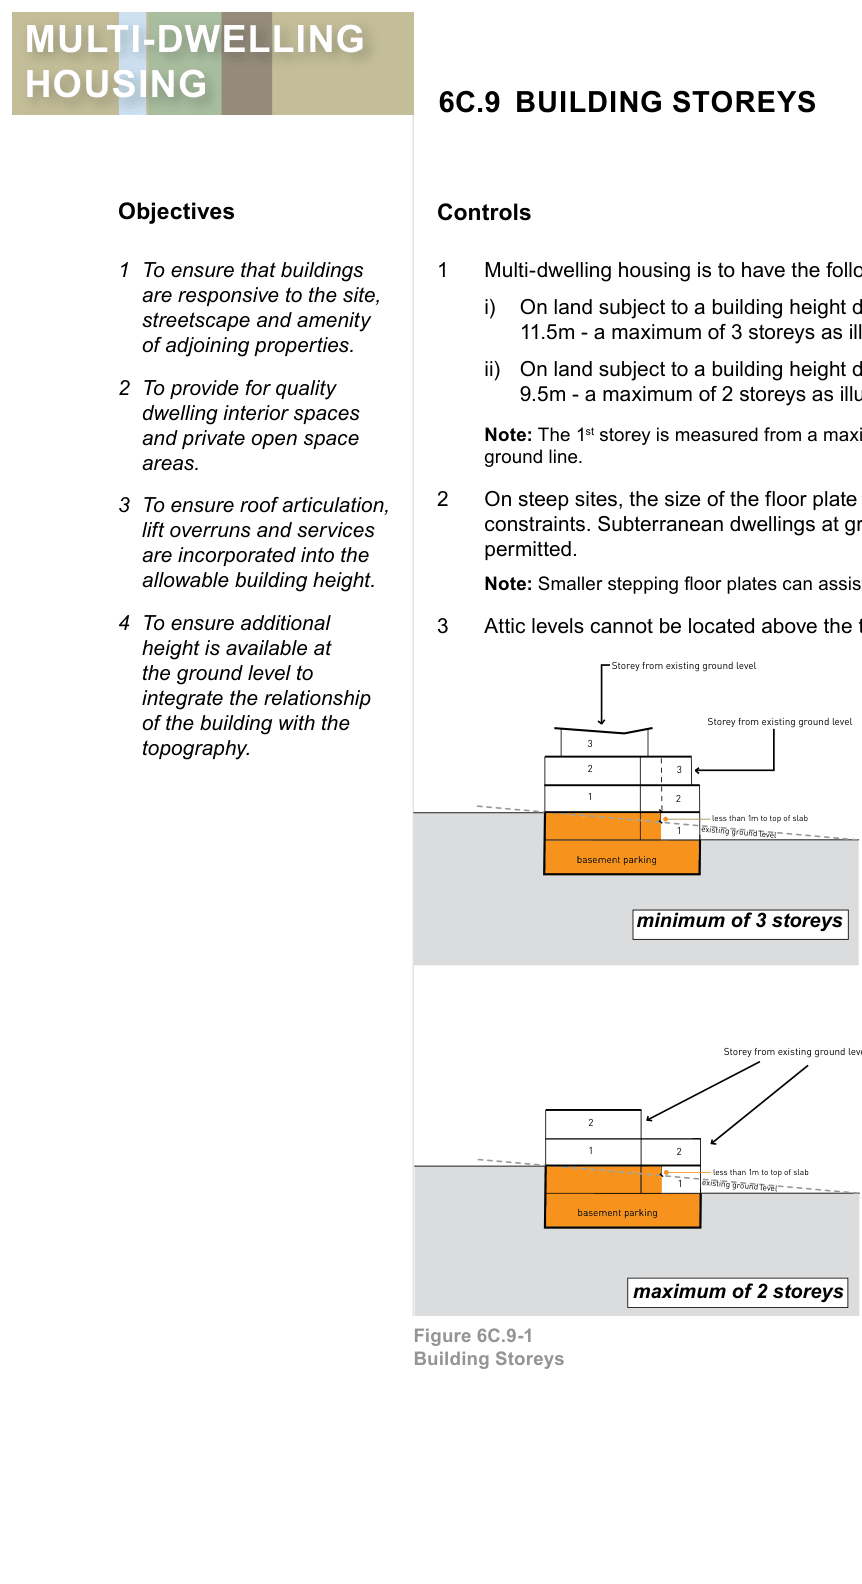 MULTI-DWELLING
HOUSING
6C.9 BUILDING STOREYS
Objectives
1 To ensure that buildings
are responsive to the site,
streetscape and amenity
of adjoining properties.
2 To provide for quality
dwelling interior spaces
and private open space
areas.
3 To ensure roof articulation,
lift overruns and services
are incorporated into the
allowable building height.
4 To ensure additional
height is available at
the ground level to
integrate the relationship
of the building with the
topography.
Controls
1 Multi-dwelling housing is to have the
i) On land subject to a building height
11.5m - a maximum of 3 storeys as
ii) On land subject to a building height
9.5m - a maximum of 2 storeys as
Note: The 1st storey is measured from a
ground line.
2 On steep sites, the size of the floor plate
constraints. Subterranean dwellings at
permitted.
Note: Smaller stepping floor plates can
3 Attic levels cannot be located above the
Storey from existing ground level
Storey from existing ground level
3
2 3
1 2
less than 1m to top of slab
1 existing ground level
basement parking
minimum of 3 storeys
Storey from existing ground
2
1 2
less than 1m to top of slab
1 existing ground level
basement parking
maximum of 2 storeys
Figure 6C.9-1
Building Storeys